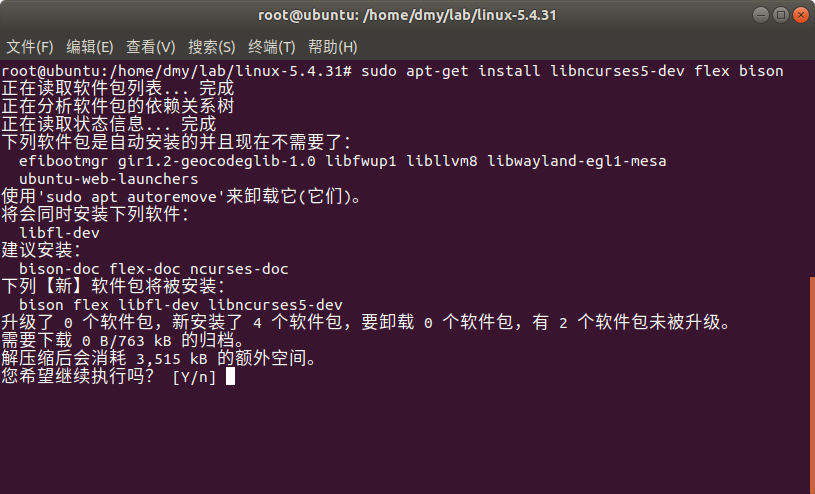 root@ubuntu: /home/dmy/lab/linux-5.4.31
文件(F) 编辑(E) 查看(V) 搜索(S) 终端(T) 帮助(H)
root@ubuntu:/home/dmy/lab/linux-5.4.31# sudo apt-get install libncurses5-dev flex bison
正在读取软件包列表... 完成
正在分析软件包的依赖关系树
正在读取状态信息... 完成
下列软件包是自动安装的并且现在不需要了：
  efibootmgr gir1.2-geocodeglib-1.0 libfwup1 libllvm8 libwayland-egl1-mesa
  ubuntu-web-launchers
使用'sudo apt autoremove'来卸载它(它们)。
将会同时安装下列软件：
  libfl-dev
建议安装：
  bison-doc flex-doc ncurses-doc
下列【新】软件包将被安装：
  bison flex libfl-dev libncurses5-dev
升级了 0 个软件包，新安装了 4 个软件包，要卸载 0 个软件包，有 2 个软件包未被升级。
需要下载 0 B/763 kB 的归档。
解压缩后会消耗 3,515 kB 的额外空间。
您希望继续执行吗？ [Y/n]